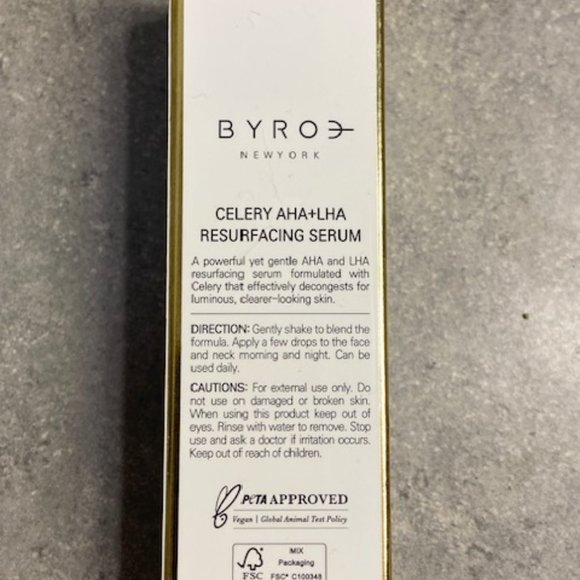 BYROE
NEWYORK
CELERY AHA+LHA
RESURFACING SERUM
A powerful yet gentle AHA and LHA
resurfacing serum formulated with
Celery that effectively decongests for
luminous, clearer-looking skin.
DIRECTION: Gently shake to blend the
formula. Apply a few drops to the face
and neck morning and night. Can be
used daily.
CAUTIONS: For external use only. Do
not use on damaged or broken skin.
When using this product keep out of
eyes. Rinse with water to remove. Stop
use and ask a doctor if irritation occurs.
Keep out of reach of children.
PETA APPROVED
Vegan | Global Animal Test Policy
FSC
MIX
Packaging
FSC® C100348